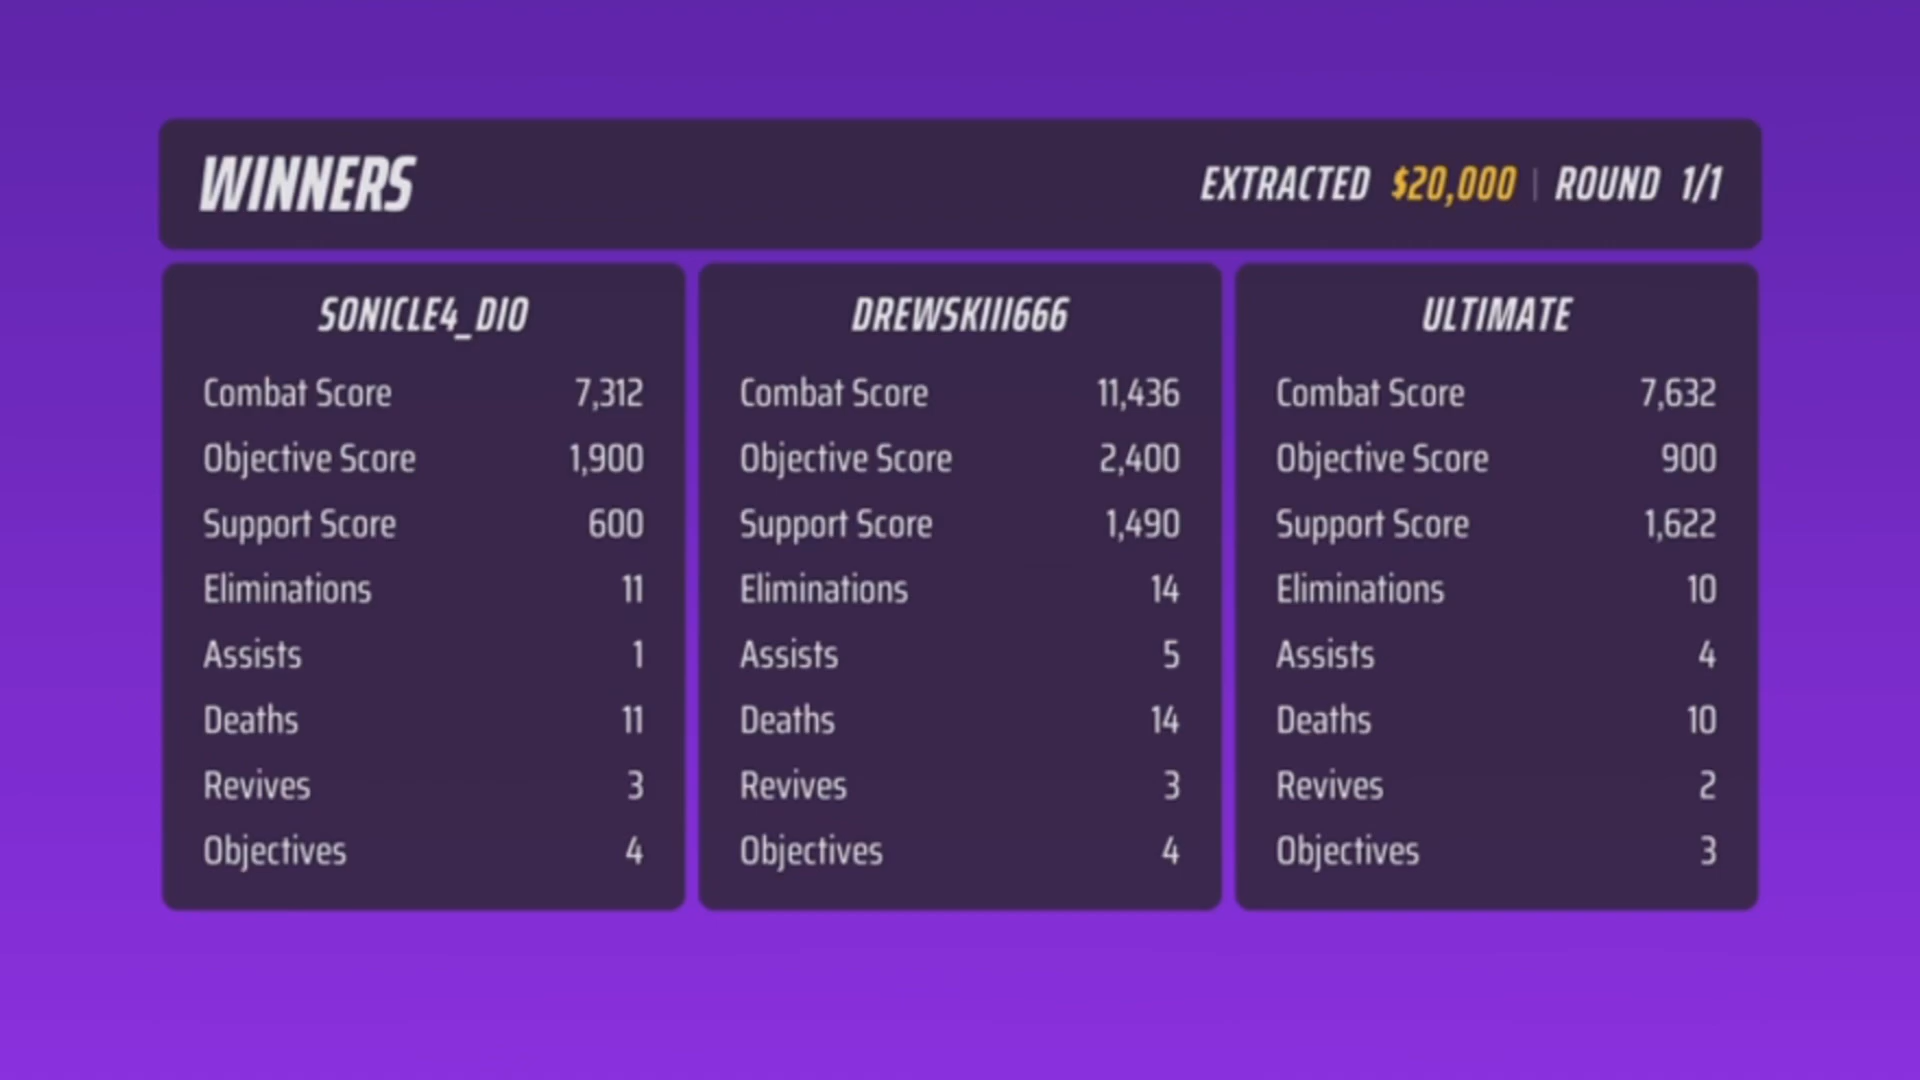 WINNERS
EXTRACTED $20,000 | ROUND 1/1
SONICLE4_DIO
Combat Score 7,312
Objective Score 1,900
Support Score 600
Eliminations 11
Assists 1
Deaths 11
Revives 3
Objectives 4
DREWSKIII666
Combat Score 11,436
Objective Score 2,400
Support Score 1,490
Eliminations 14
Assists 5
Deaths 14
Revives 3
Objectives 4
ULTIMATE
Combat Score 7,632
Objective Score 900
Support Score 1,622
Eliminations 10
Assists 4
Deaths 10
Revives 2
Objectives 3